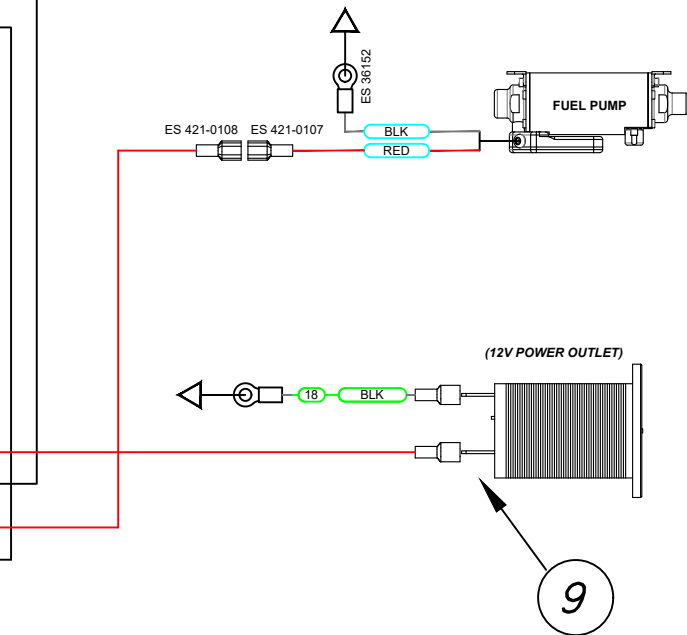 ES 36152
FUEL PUMP
ES 421-0108 ES 421-0107
BLK
RED
(12V POWER OUTLET)
18 BLK
9